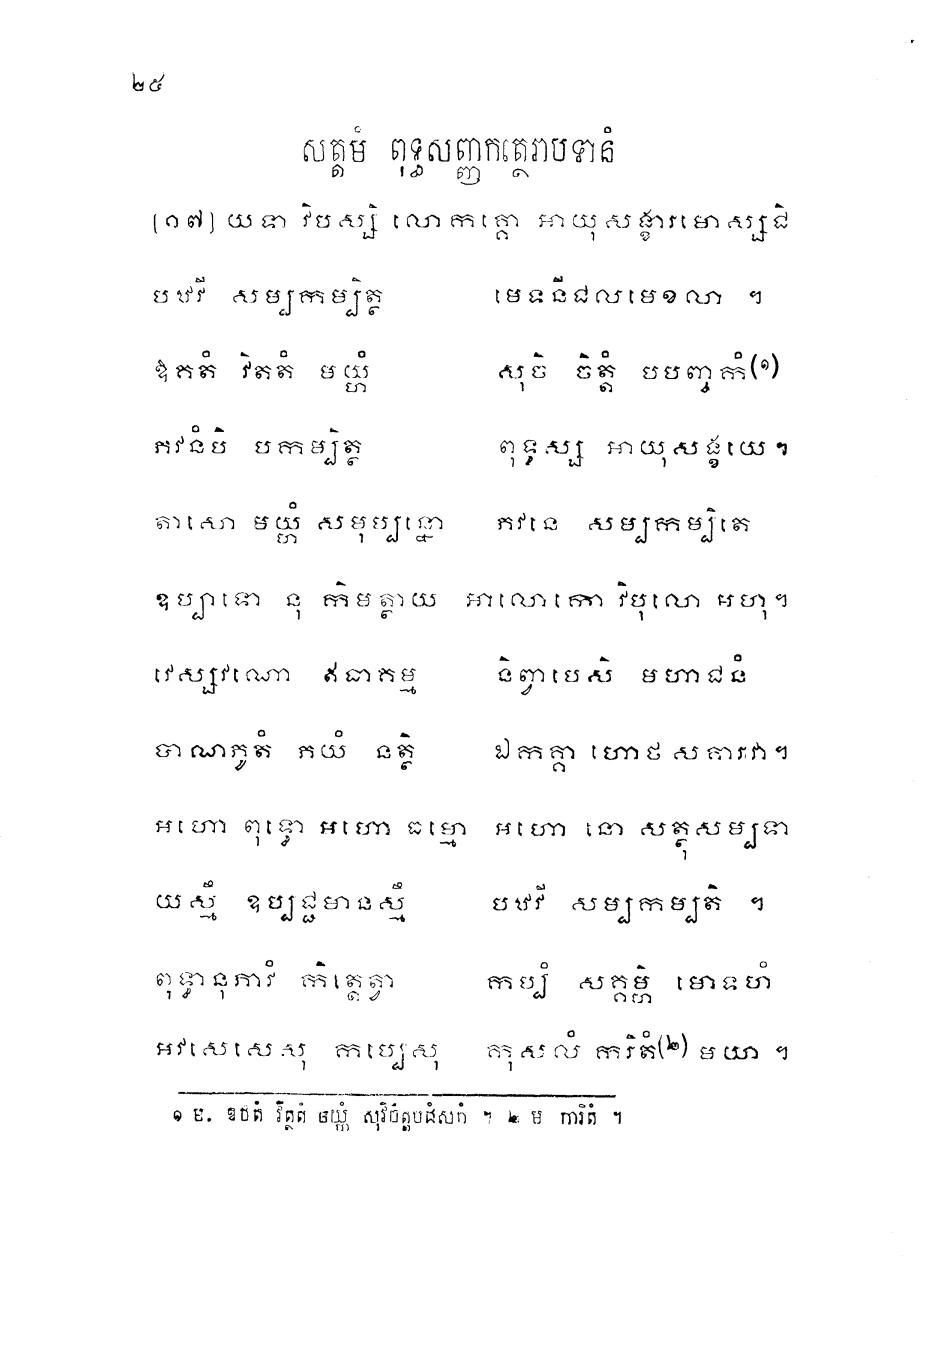 ២៥
សត្តមំ ពុទ្ធសញ្ញកត្ថេរាបទានំ
[១៧] យទា វិបស្សី លោកគ្គោ អាយុសង្ខារមោស្សជិ
បឋវី សម្បកម្បិត្ថ មេទនីជលមេខលា ។
ឱកតំ វិតតំ មយ្ហំ សុចិ ចិត្តំ បបញ្ចកំ(១)
ភវនំបិ បកម្បិត្ថ ពុទ្ធស្ស អាយុសង្ខយេ ។
តាសោ មយ្ហំ សមុប្បន្នោ ភវនេ សម្បកម្បិតេ
ឧប្បាទោ នុ កិមត្ថាយ អាលោកោ វិបុលោ អហុ ។
វេស្សវណោ ឥធាគម្ម និព្វាបេសិ មហាជនំ
បាណភូតំ ភយំ នត្ថិ ឯកគ្គា ហោថ សគារវា ។
អហោ ពុទ្ធោ អហោ ធម្មោ អហោ នោ សត្ថុសម្បទា
យស្មឹ ឧប្បជ្ជមានស្មឹ បឋវី សម្បកម្បតិ ។
ពុទ្ធានុភាវំ កិត្តេត្វា កប្បំ សគ្គម្ហិ មោទហំ
អវសេសេសុ កប្បេសុ កុសលំ ការិតំ(២) មយា ។
១ ម. ឱតតំ វិត្ថតំ មយ្ហំ សុវិចិត្តបដំសកំ ។ ២ ម ការិតំ ។